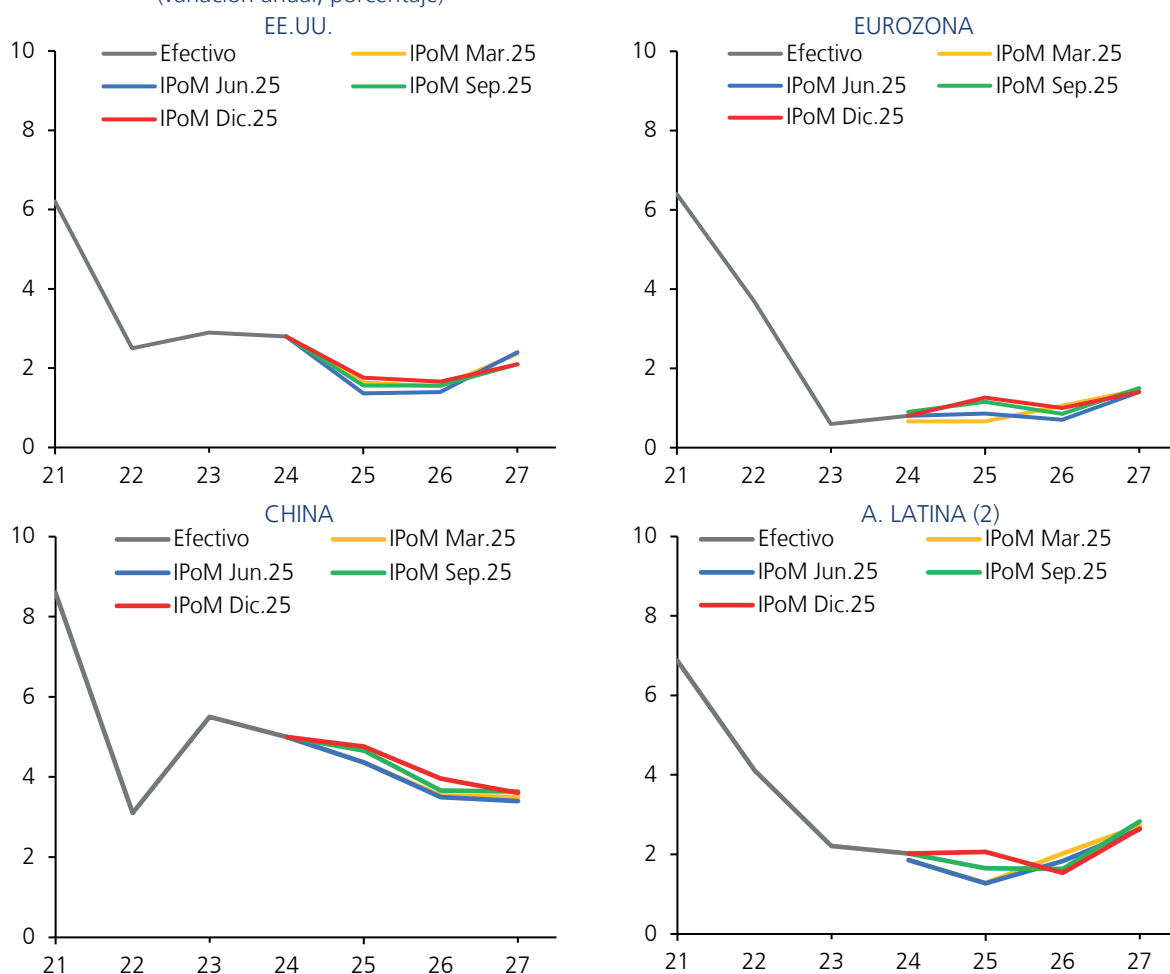 (variación anual, porcentaje)
EE.UU.
Efectivo
IPoM Mar.25
IPoM Jun.25
IPoM Sep.25
IPoM Dic.25
10
8
6
4
2
0
21 22 23 24 25 26 27
EUROZONA
Efectivo
IPoM Mar.25
IPoM Jun.25
IPoM Sep.25
IPoM Dic.25
10
8
6
4
2
0
21 22 23 24 25 26 27
CHINA
Efectivo
IPoM Mar.25
IPoM Jun.25
IPoM Sep.25
IPoM Dic.25
10
8
6
4
2
0
21 22 23 24 25 26 27
A. LATINA (2)
Efectivo
IPoM Mar.25
IPoM Jun.25
IPoM Sep.25
IPoM Dic.25
10
8
6
4
2
0
21 22 23 24 25 26 27